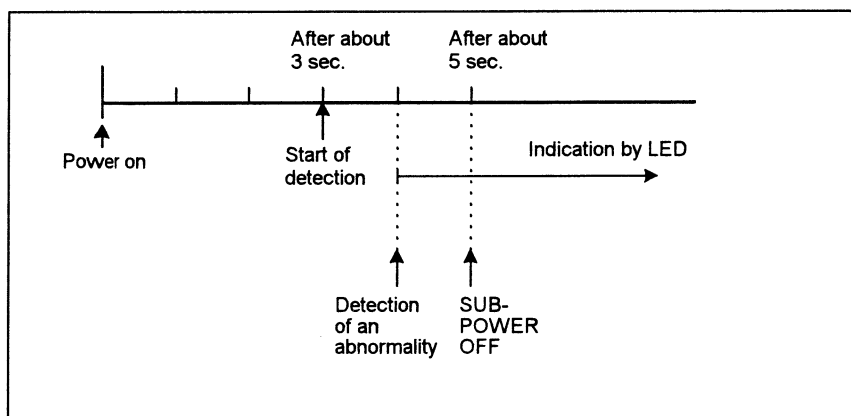 After about
3 sec.
After about
5 sec.
Power on
Start of
detection
Indication by LED
Detection
of an
abnormality
SUB-
POWER
OFF